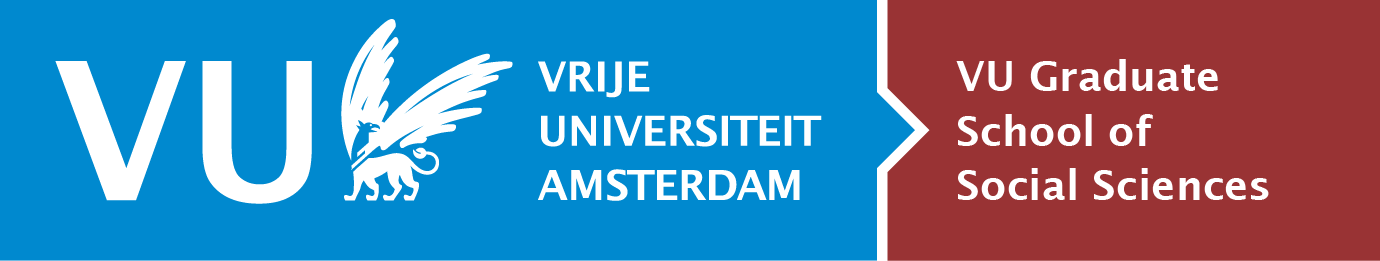 VU
VRIJE
UNIVERSITEIT
AMSTERDAM
VU Graduate
School of
Social Sciences